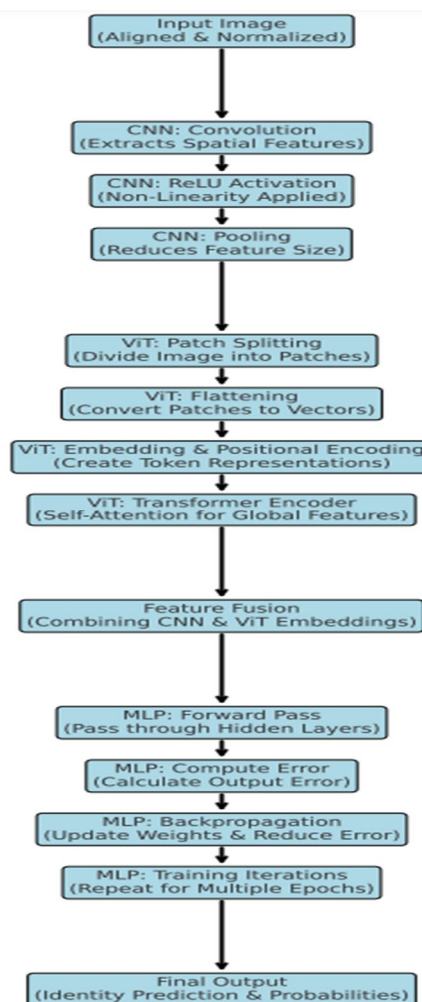 Input Image
(Aligned & Normalized)
CNN: Convolution
(Extracts Spatial Features)
CNN: ReLU Activation
(Non-Linearity Applied)
CNN: Pooling
(Reduces Feature Size)
ViT: Patch Splitting
(Divide Image into Patches)
ViT: Flattening
(Convert Patches to Vectors)
ViT: Embedding & Positional Encoding
(Create Token Representations)
ViT: Transformer Encoder
(Self-Attention for Global Features)
Feature Fusion
(Combining CNN & ViT Embeddings)
MLP: Forward Pass
(Pass through Hidden Layers)
MLP: Compute Error
(Calculate Output Error)
MLP: Backpropagation
(Update Weights & Reduce Error)
MLP: Training Iterations
(Repeat for Multiple Epochs)
Final Output
(Identity Prediction & Probabilities)